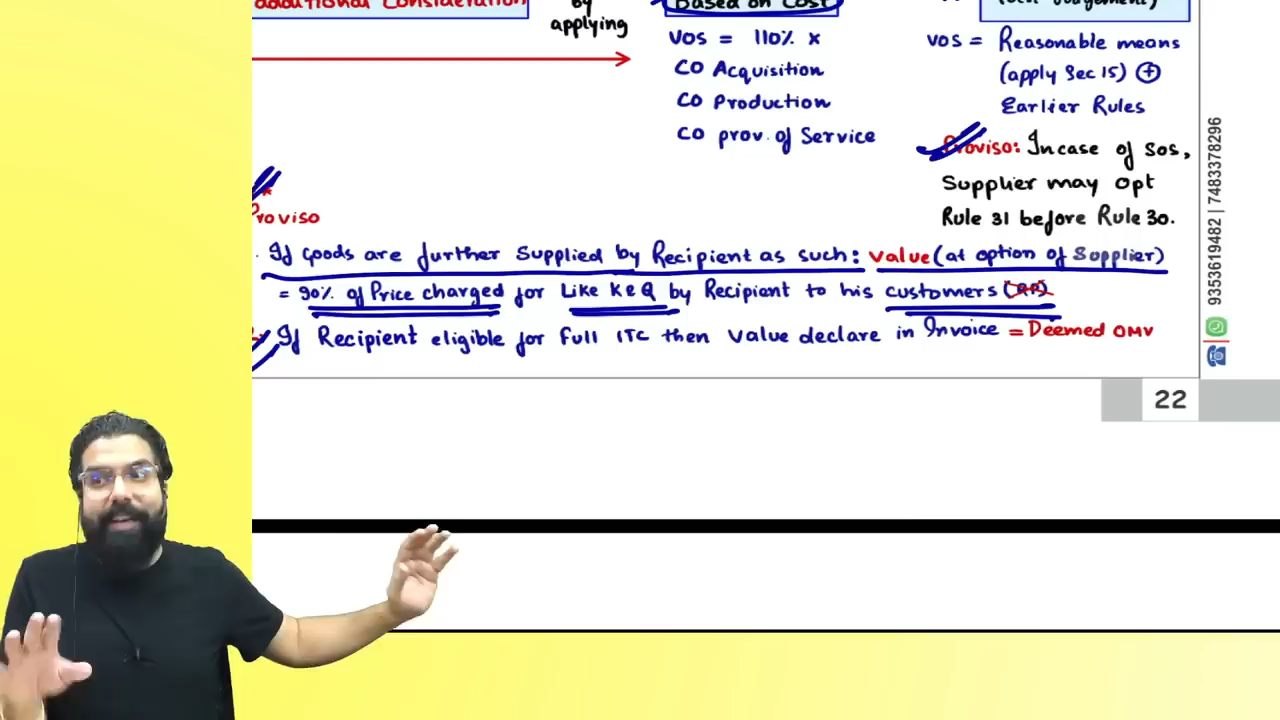 additional Consideration
by
applying
Based on Cost
VOS = 110% x
CO Acquisition
CO Production
CO prov. of Service
VOS = Reasonable means
(apply Sec 15) ⊕
Earlier Rules
Proviso: In case of SOS,
Supplier may opt
Rule 31 before Rule 30.
*
Proviso
. If Goods are further Supplied by Recipient as such: value (at option of Supplier)
= 90% of Price charged for Like K & Q by Recipient to his customers
If Recipient eligible for full ITC then value declare in Invoice = Deemed OMV
22
9353619482 | 7483378296